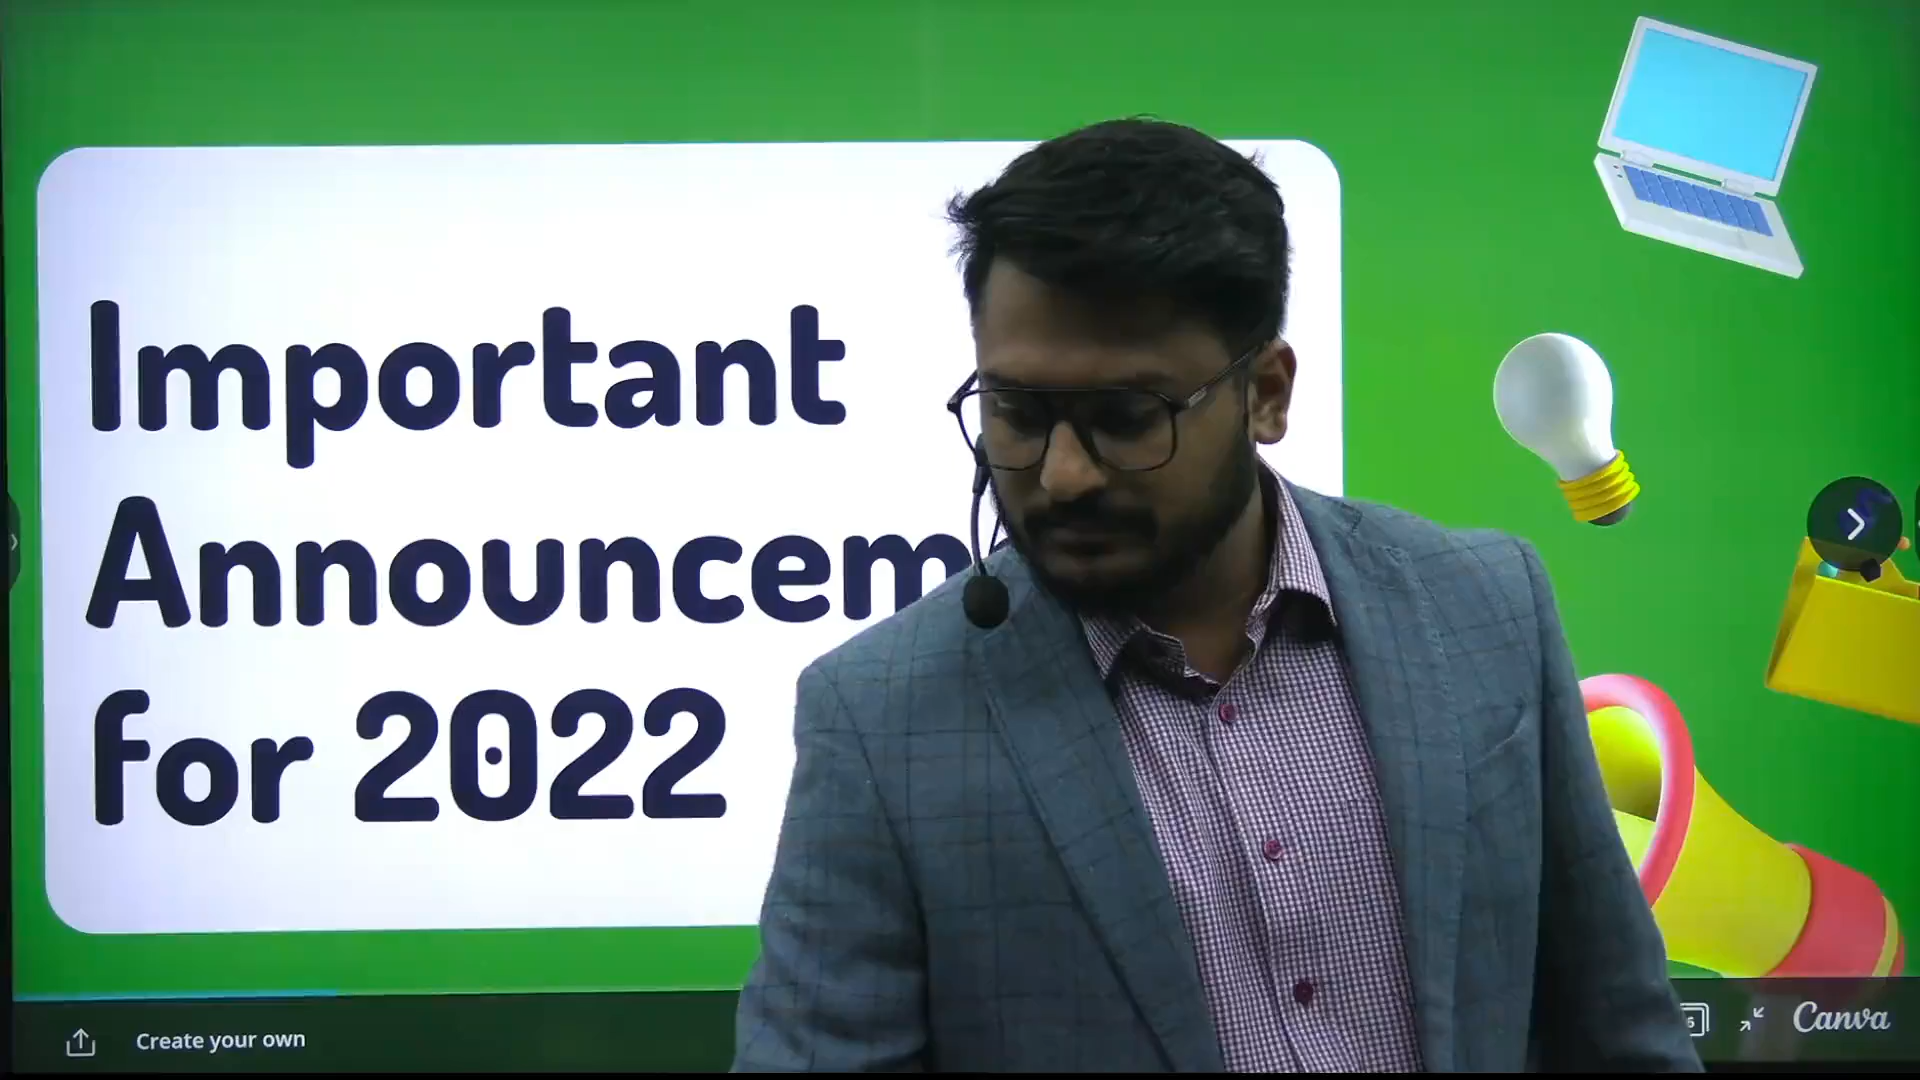 Important
Announcem
for 2022
Create your own
Canva